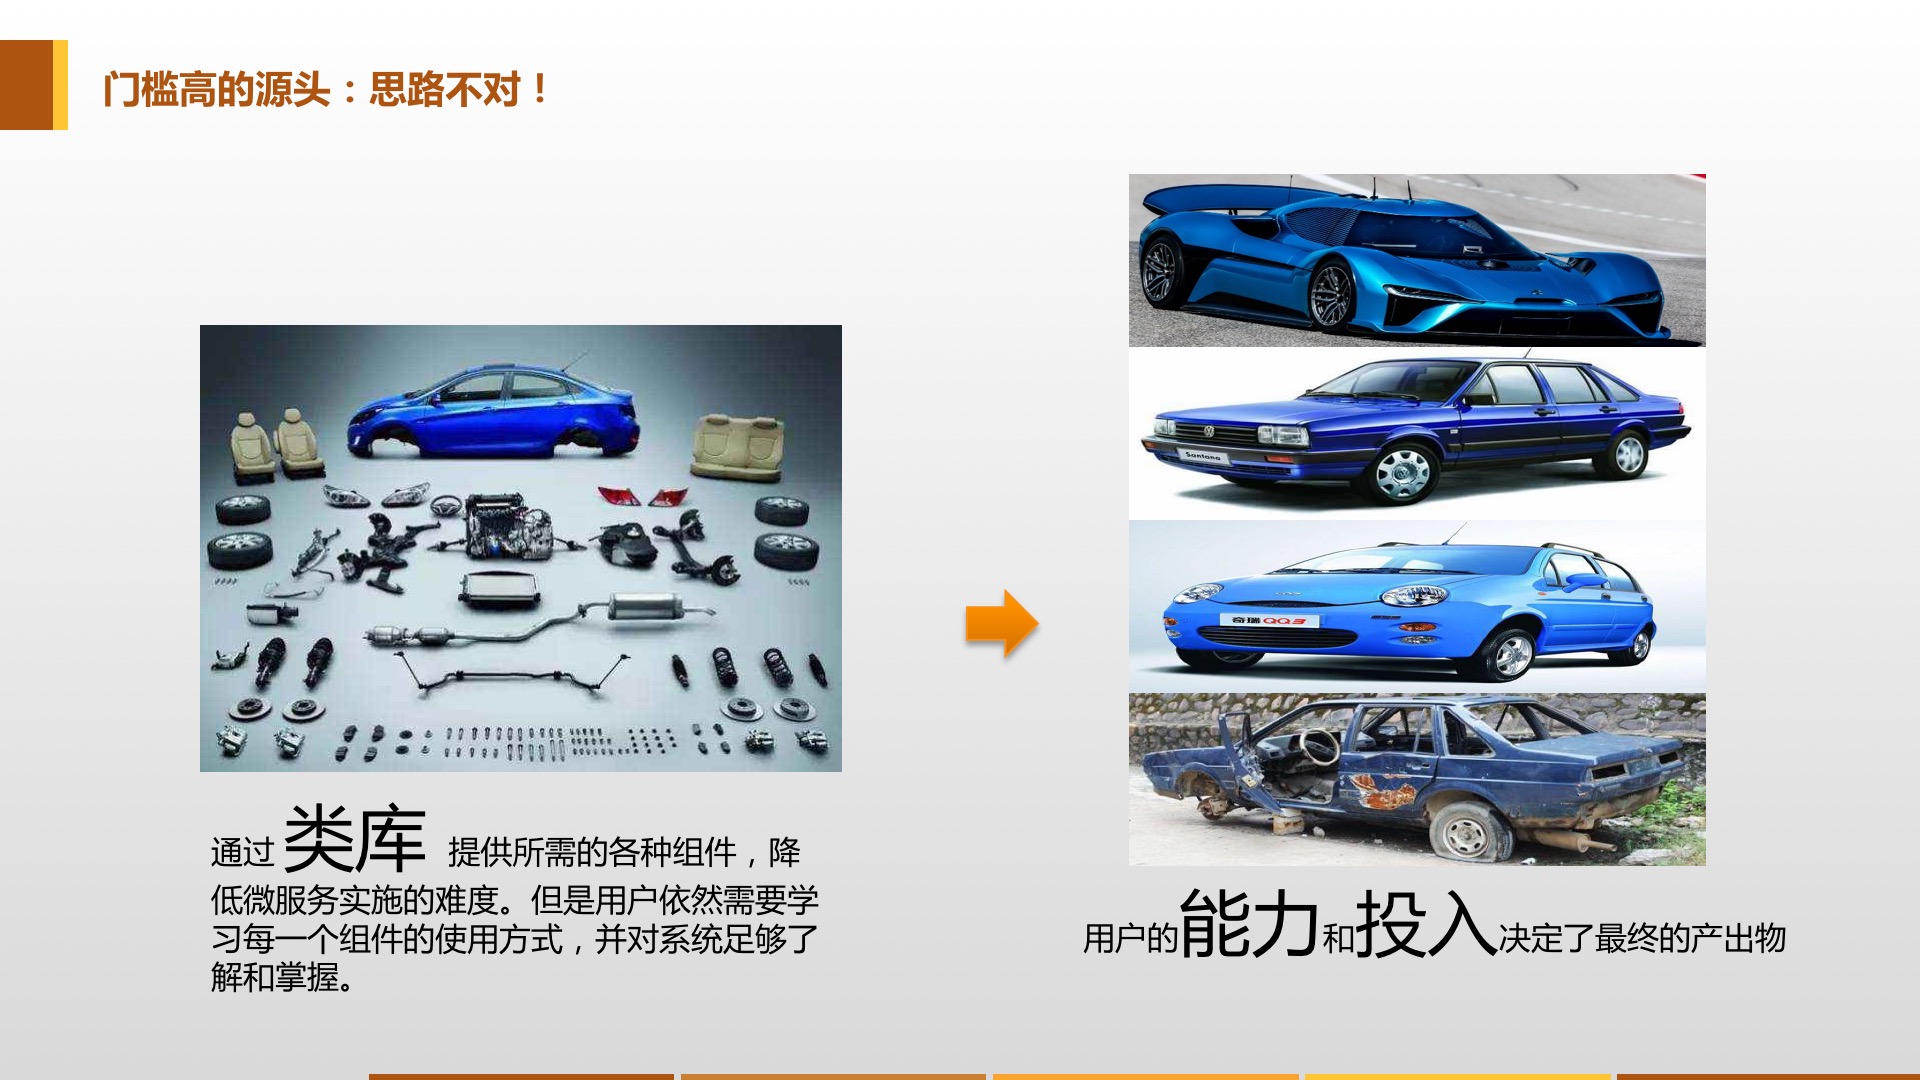 门槛高的源头：思路不对！
通过 类库 提供所需的各种组件，降
低微服务实施的难度。但是用户依然需要学
习每一个组件的使用方式，并对系统足够了
解和掌握。
Santana
奇瑞QQ3
用户的能力和投入决定了最终的产出物